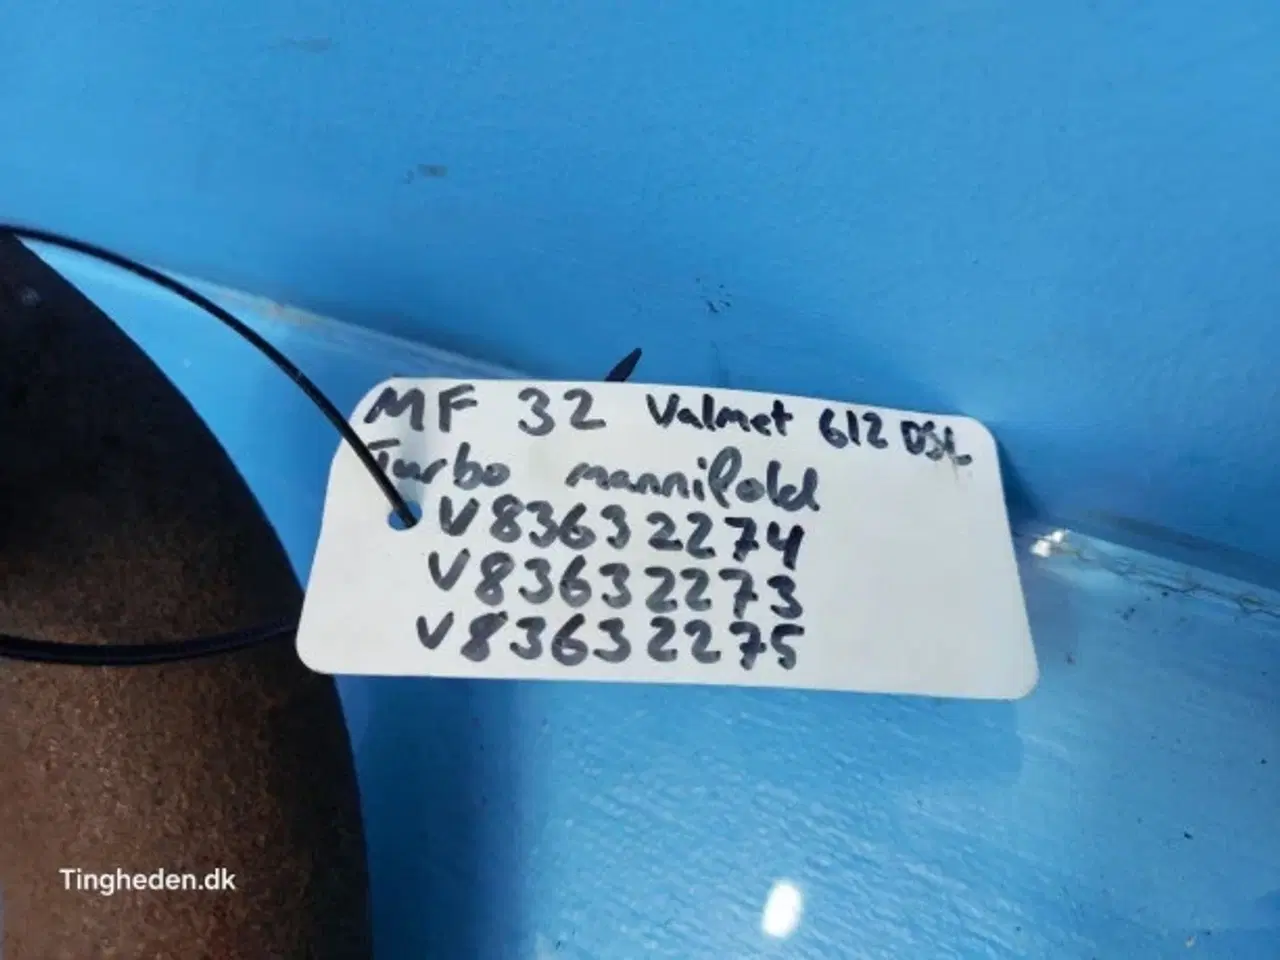 MF 32 Valmet 612 DSL
Turbo mannifold
V83632274
V83632273
V83632275
Tingheden.dk